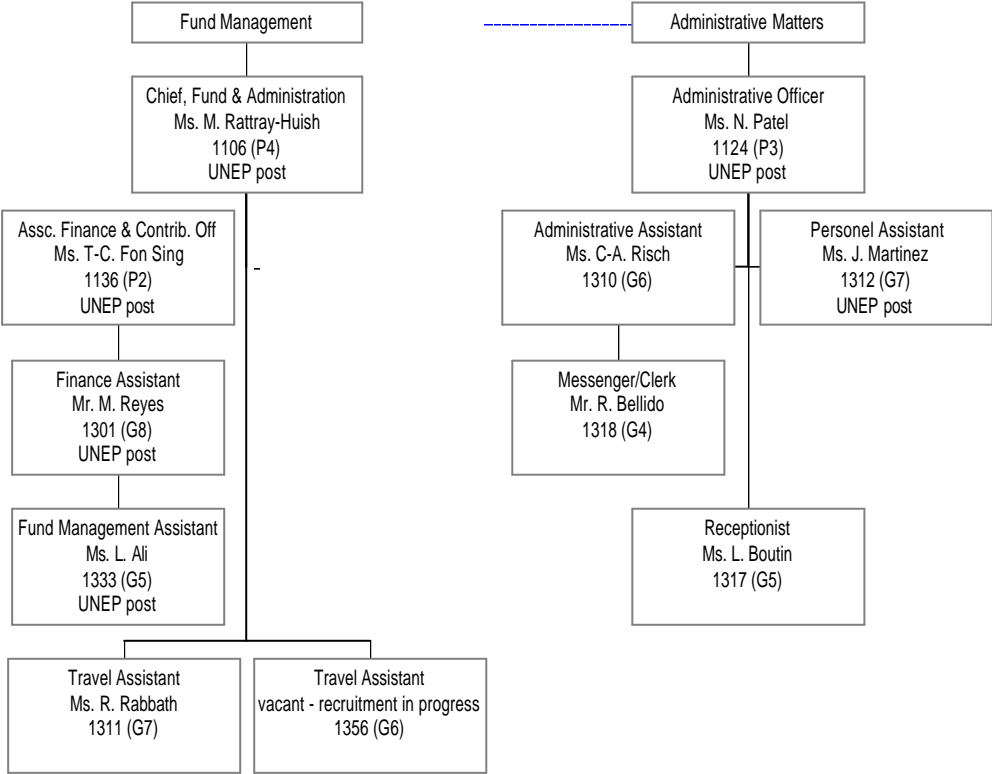 Fund Management
Chief, Fund & Administration
Ms. M. Rattray-Huish
1106 (P4)
UNEP post
Assc. Finance & Contrib. Off
Ms. T-C. Fon Sing
1136 (P2)
UNEP post
Finance Assistant
Mr. M. Reyes
1301 (G8)
UNEP post
Fund Management Assistant
Ms. L. Ali
1333 (G5)
UNEP post
Travel Assistant
Ms. R. Rabbath
1311 (G7)
Travel Assistant
vacant - recruitment in progress
1356 (G6)
Administrative Matters
Administrative Officer
Ms. N. Patel
1124 (P3)
UNEP post
Administrative Assistant
Ms. C-A. Risch
1310 (G6)
Personel Assistant
Ms. J. Martinez
1312 (G7)
UNEP post
Messenger/Clerk
Mr. R. Bellido
1318 (G4)
Receptionist
Ms. L. Boutin
1317 (G5)